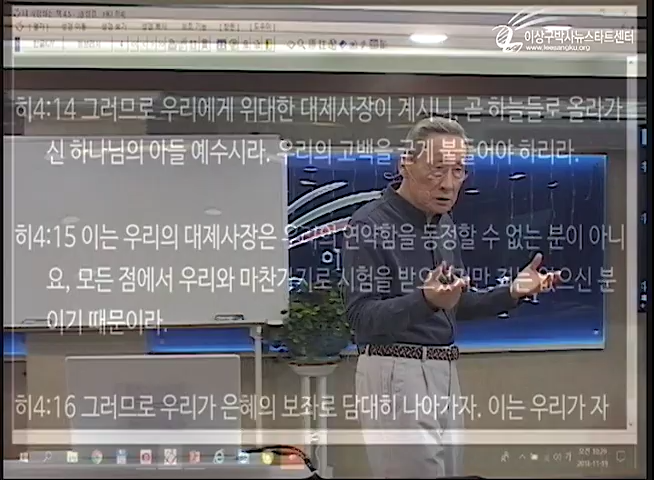 이상구박사뉴스타트센터
www.leesangku.org
히4:14 그러므로 우리에게 위대한 대제사장이 계시니, 곧 하늘들로 올라가
신 하나님의 아들 예수시라. 우리의 고백을 굳게 붙들어야 하리라.
히4:15 이는 우리의 대제사장은 연약함을 동정할 수 없는 분이 아니
요, 모든 점에서 우리와 마찬가지로 시험을 받으셨지만 죄는 없으신 분
이기 때문이라.
히4:16 그러므로 우리가 은혜의 보좌로 담대히 나아가자. 이는 우리가 자
오전 10:29